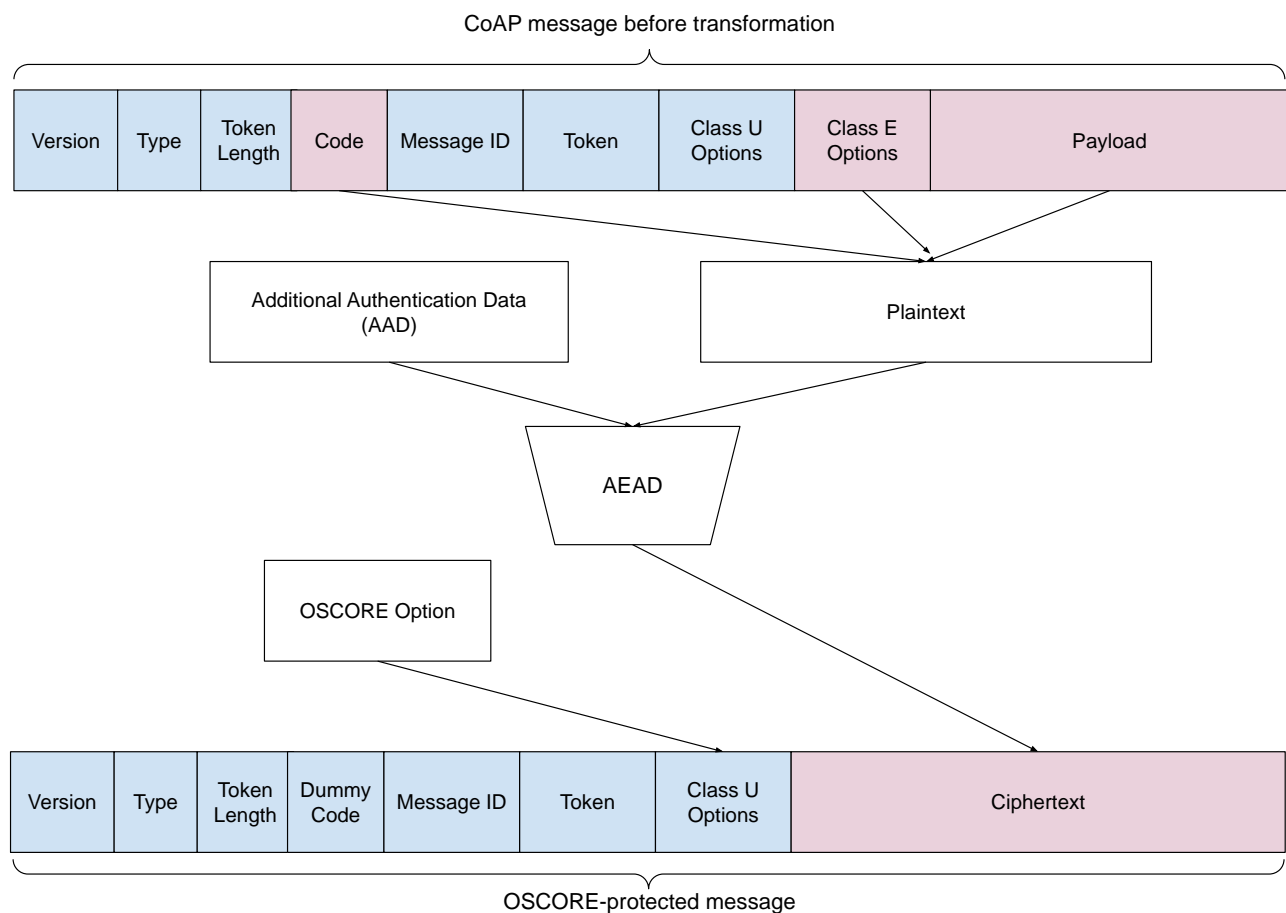 CoAP message before transformation
Version
Type
Token
Length
Code
Message ID
Token
Class U
Options
Class E
Options
Payload
Additional Authentication Data
(AAD)
Plaintext
AEAD
OSCORE Option
Version
Type
Token
Length
Dummy
Code
Message ID
Token
Class U
Options
Ciphertext
OSCORE-protected message